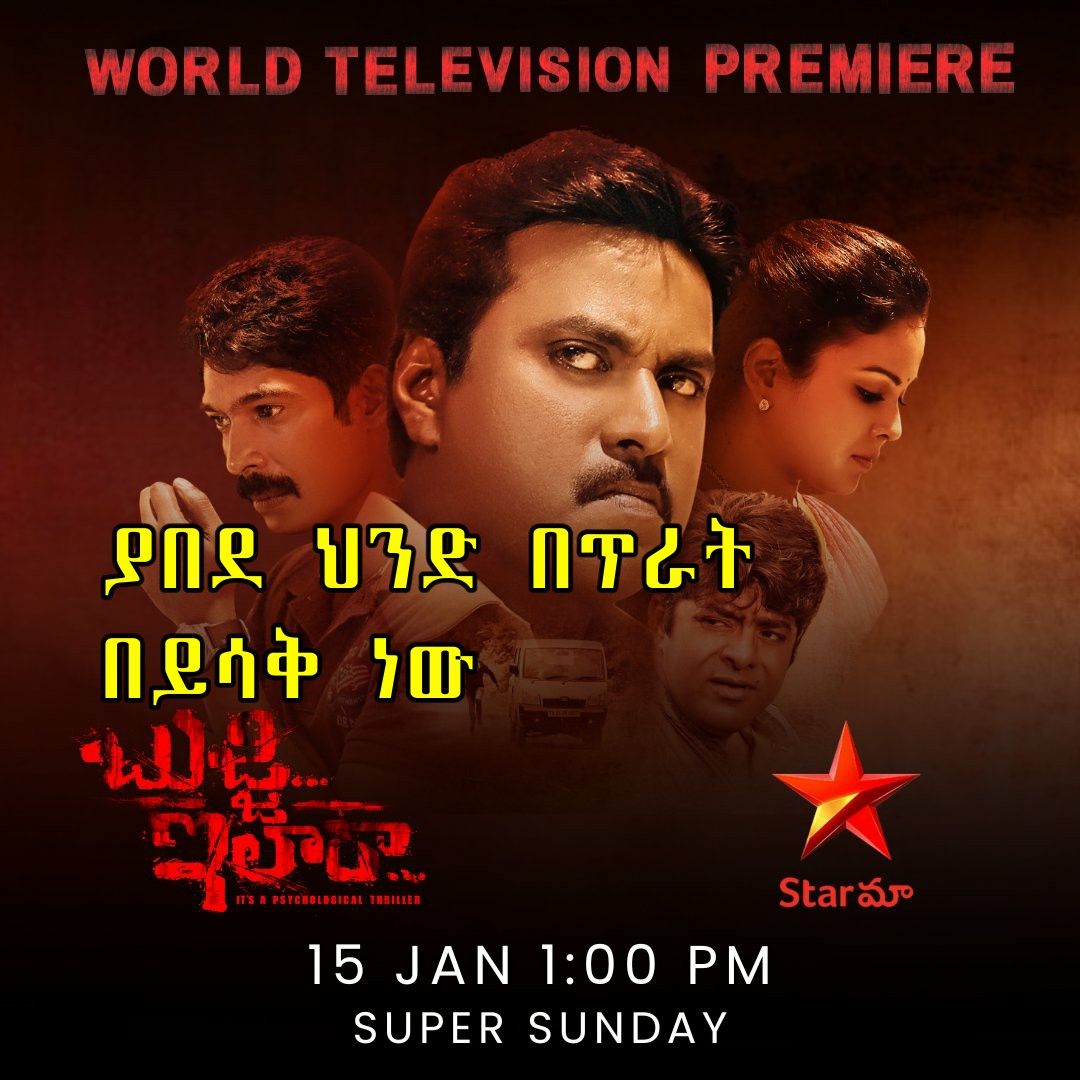 WORLD TELEVISION PREMIERE
ያበደ ህንድ በጥራት
በይሳቅ ነው
బుజ్జి...
ఇలారా...
IT'S A PSYCHOLOGICAL THRILLER
Starమా
15 JAN 1:00 PM
SUPER SUNDAY